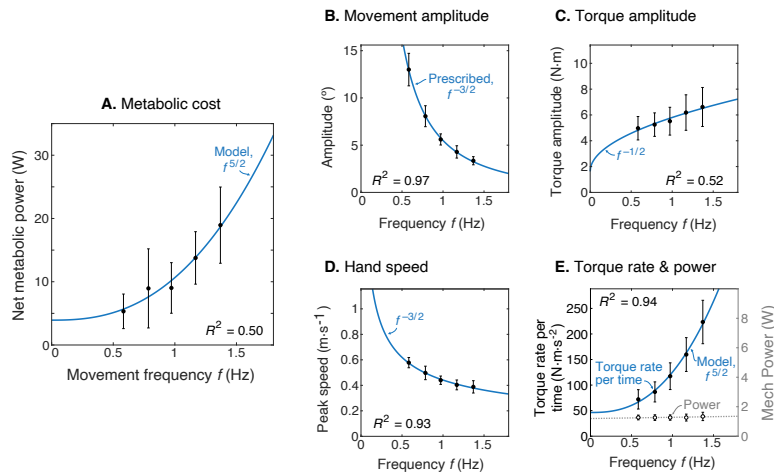 A. Metabolic cost
Net metabolic power (W)
30
20
10
0
Model,
f^5/2
R² = 0.50
0
0.5
1
1.5
Movement frequency f (Hz)
B. Movement amplitude
Amplitude (°)
15
10
5
0
Prescribed,
f^−3/2
R² = 0.97
0
0.5
1
1.5
Frequency f (Hz)
C. Torque amplitude
Torque amplitude (N·m)
10
8
6
4
2
0
f^−1/2
R² = 0.52
0
0.5
1
1.5
Frequency f (Hz)
D. Hand speed
Peak speed (m·s-1)
1
0.8
0.6
0.4
0.2
0
f^−3/2
R² = 0.93
0
0.5
1
1.5
Frequency f (Hz)
E. Torque rate & power
Torque rate per
time (N·m·s-2)
250
200
150
100
50
0
R² = 0.94
Torque rate
per time
Model,
f^5/2
Power
8
6
4
2
0
Mech Power (W)
0
0.5
1
1.5
Frequency f (Hz)